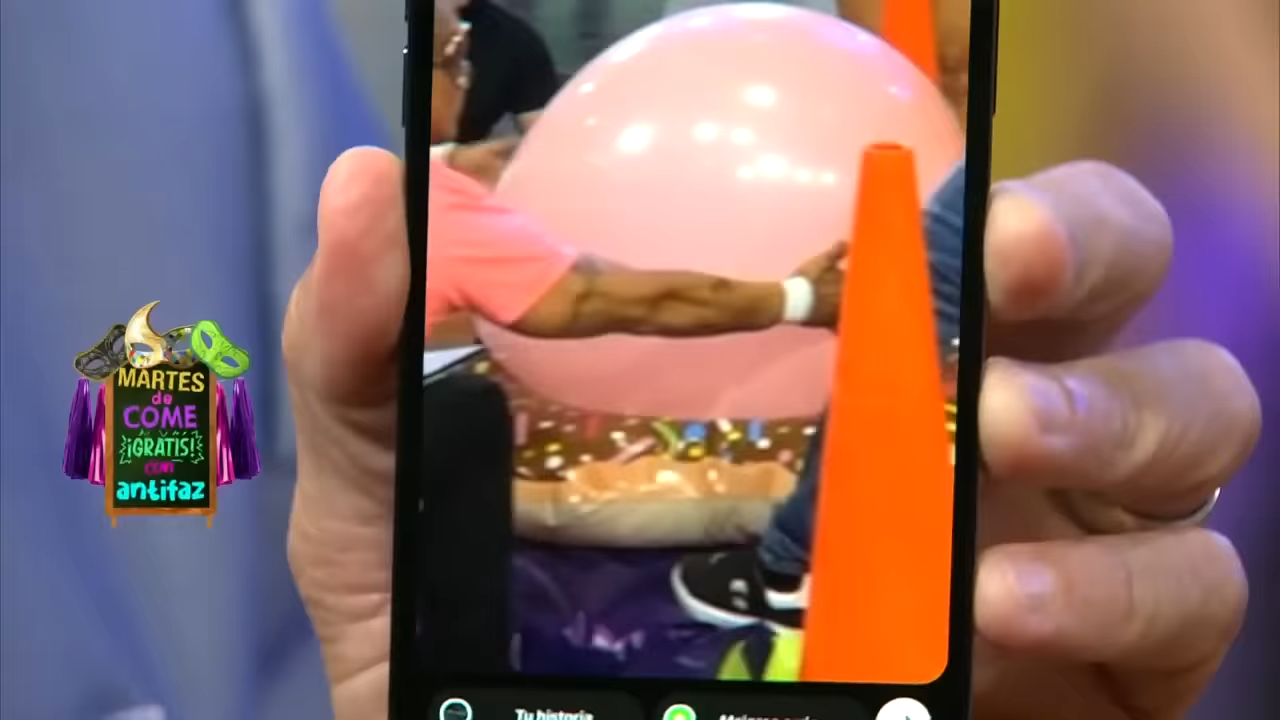 MARTES
de
COME
¡GRATIS!
con
antifaz
Tu historia